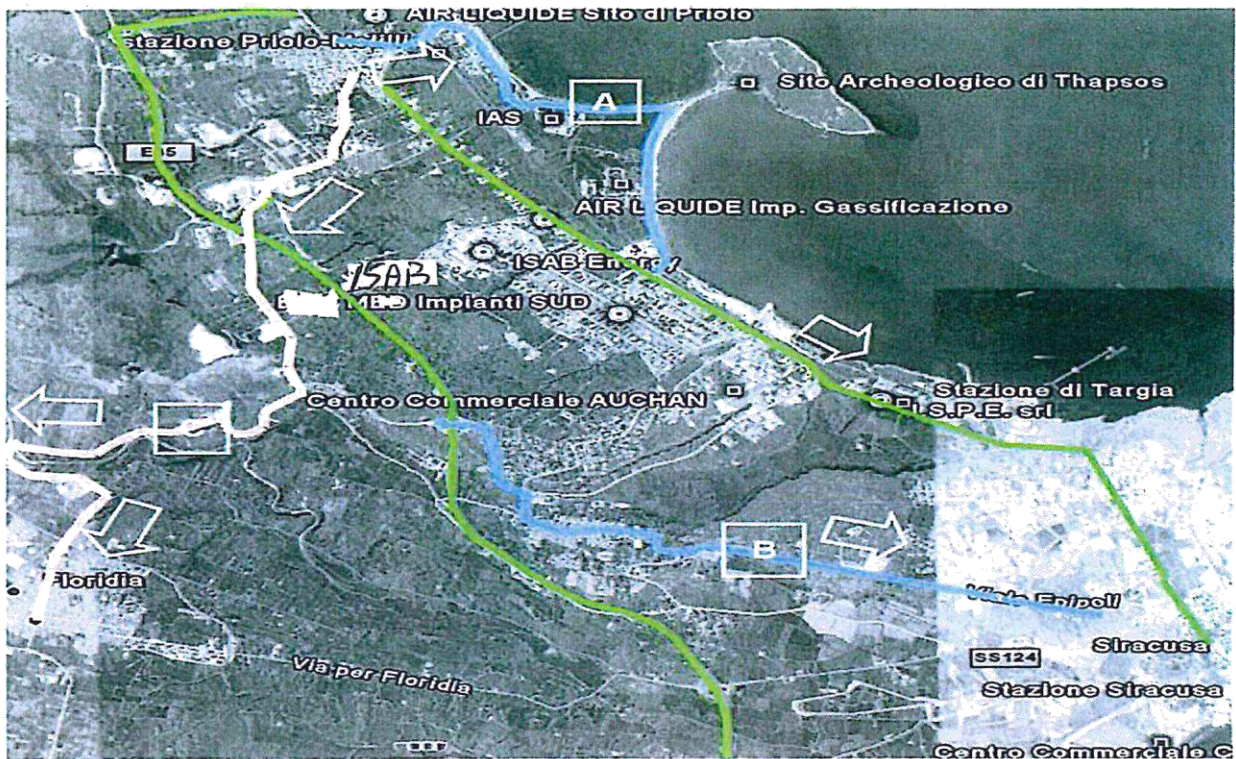 AIR LIQUIDE Sito di Priolo
stazione Priolo-Melilli
Sito Archeologico di Thapsos
A
IAS
E45
AIR LIQUIDE Imp. Gassificazione
ISAB Energy
ISAB
Impianti SUD
Centro Commerciale AUCHAN
Stazione di Targia
I.S.P.E. srl
C
B
Floridia
Viale Epipoli
Siracusa
SS124
Via per Floridia
Stazione Siracusa
Centro Commerciale C